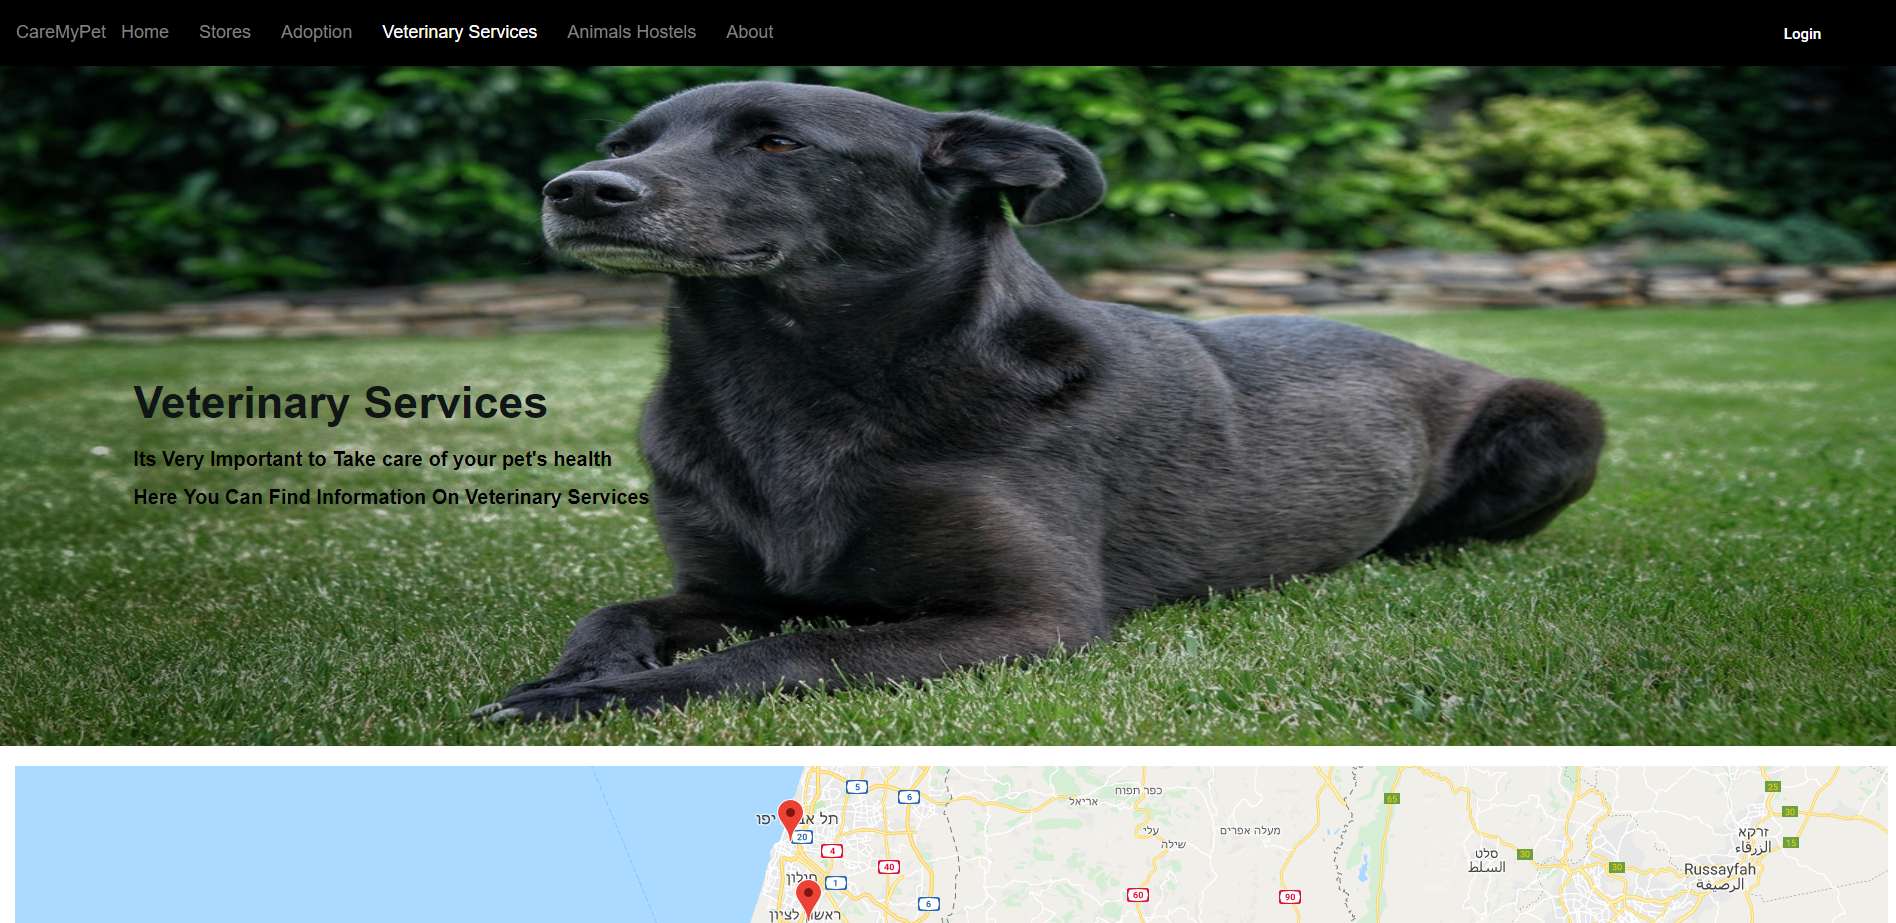 CareMyPet Home Stores Adoption Veterinary Services Animals Hostels About Login
Veterinary Services
Its Very Important to Take care of your pet's health
Here You Can Find Information On Veterinary Services
5
6
25
65
כפר תפוח
אריאל
30
יפו
20
עלי
מעלה אפרים
זרקא
الزرقاء
15
4
שילה
סלט
السلط
30
40
30
Russayfah
الرصيفة
חולון
1
60
90
6
לציון